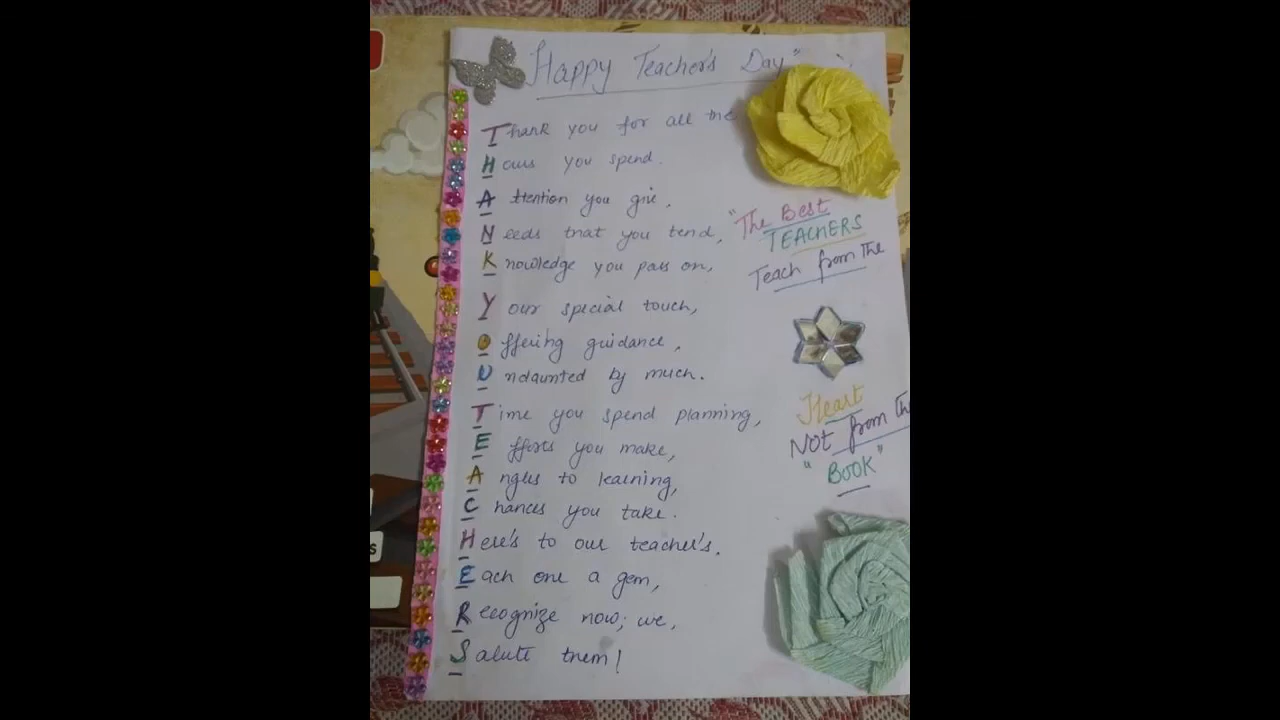 Happy Teacher's Day"
Thank you for all the
Hours you spend.
Attention you give,
Needs that you tend,
Knowledge you pass on,
Your special touch,
Offering guidance,
Undaunted by much.
Time you spend planning,
Efforts you make,
Angles to learning,
Chances you take.
Here's to our teacher's.
Each one a gem,
Recognize now; we,
Salute them!
"The Best
TEACHERS
Teach from the
Heart
NOT from the
"BOOK"
S